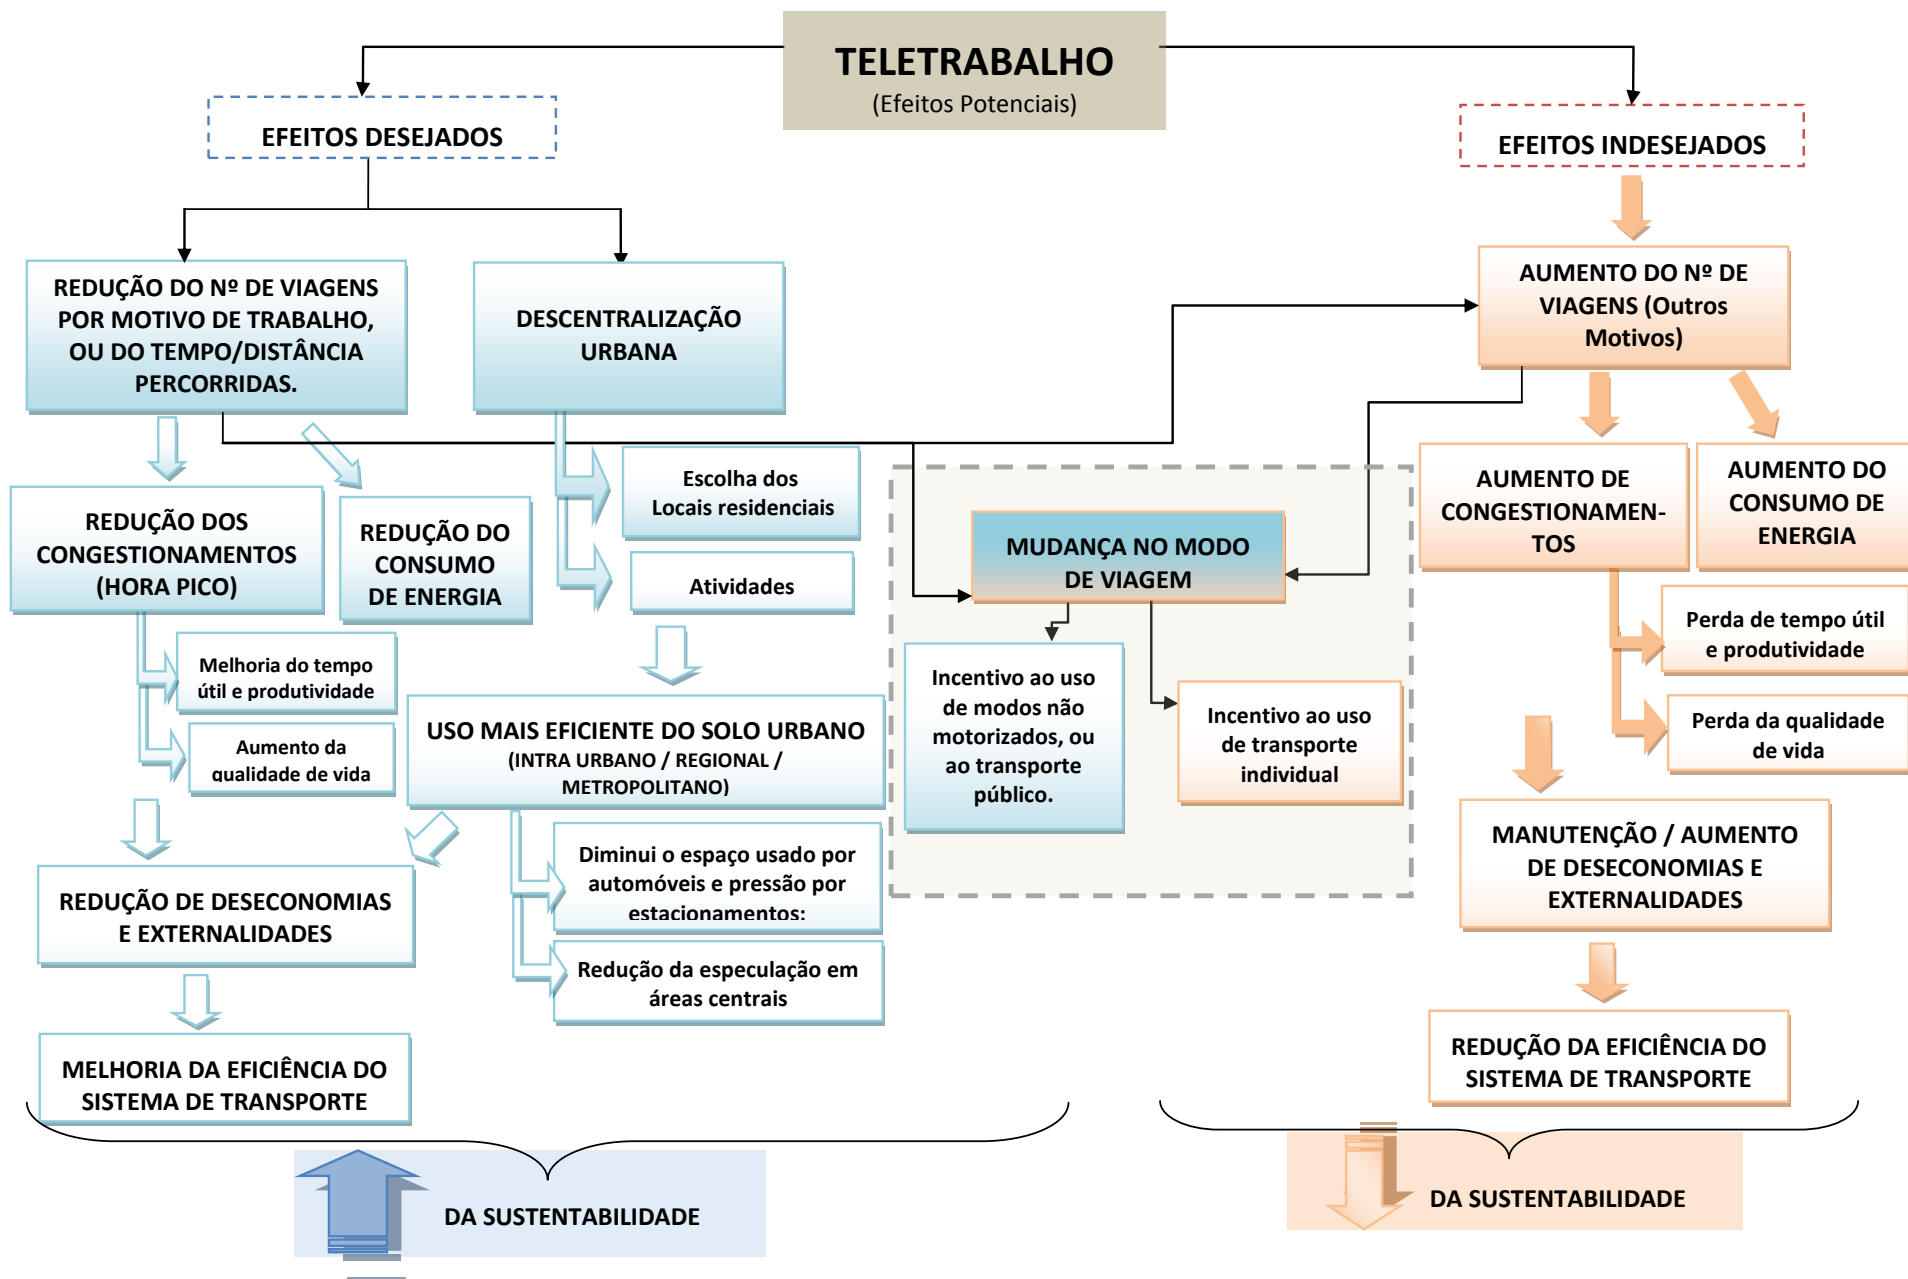 TELETRABALHO
(Efeitos Potenciais)
EFEITOS DESEJADOS
EFEITOS INDESEJADOS
REDUÇÃO DO Nº DE VIAGENS
POR MOTIVO DE TRABALHO,
OU DO TEMPO/DISTÂNCIA
PERCORRIDAS.
DESCENTRALIZAÇÃO
URBANA
AUMENTO DO Nº DE
VIAGENS (Outros
Motivos)
REDUÇÃO DOS
CONGESTIONAMENTOS
(HORA PICO)
REDUÇÃO DO
CONSUMO
DE ENERGIA
Escolha dos
Locais residenciais
Atividades
MUDANÇA NO MODO
DE VIAGEM
AUMENTO DE
CONGESTIONAMEN-
TOS
AUMENTO DO
CONSUMO DE
ENERGIA
Melhoria do tempo
útil e produtividade
Aumento da
qualidade de vida
USO MAIS EFICIENTE DO SOLO URBANO
(INTRA URBANO / REGIONAL /
METROPOLITANO)
Incentivo ao uso
de modos não
motorizados, ou
ao transporte
público.
Incentivo ao uso
de transporte
individual
Perda de tempo útil
e produtividade
Perda da qualidade
de vida
REDUÇÃO DE DESECONOMIAS
E EXTERNALIDADES
Diminui o espaço usado por
automóveis e pressão por
estacionamentos;
Redução da especulação em
áreas centrais
MANUTENÇÃO / AUMENTO
DE DESECONOMIAS E
EXTERNALIDADES
MELHORIA DA EFICIÊNCIA DO
SISTEMA DE TRANSPORTE
REDUÇÃO DA EFICIÊNCIA DO
SISTEMA DE TRANSPORTE
DA SUSTENTABILIDADE
DA SUSTENTABILIDADE